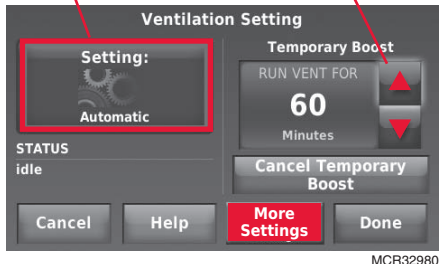 Ventilation Setting
Setting:
Automatic
STATUS
idle
Temporary Boost
RUN VENT FOR
60
Minutes
Cancel Temporary
Boost
Cancel
Help
More
Settings
Done
MCR32980